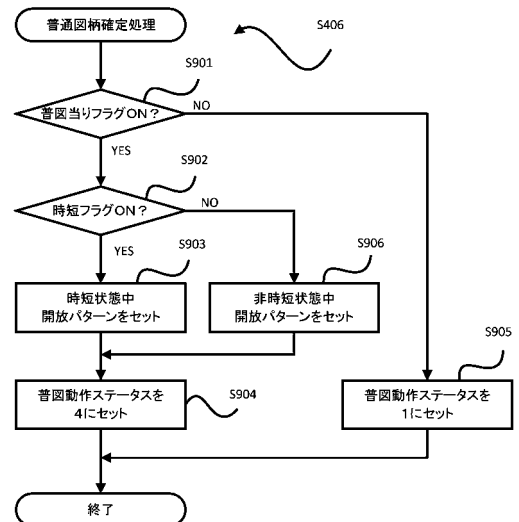 普通図柄確定処理
S406
S901
普図当りフラグON？
NO
YES
S902
時短フラグON？
NO
YES
S903
S906
時短状態中
開放パターンをセット
非時短状態中
開放パターンをセット
S905
普図動作ステータスを
4にセット
S904
普図動作ステータスを
1にセット
終了